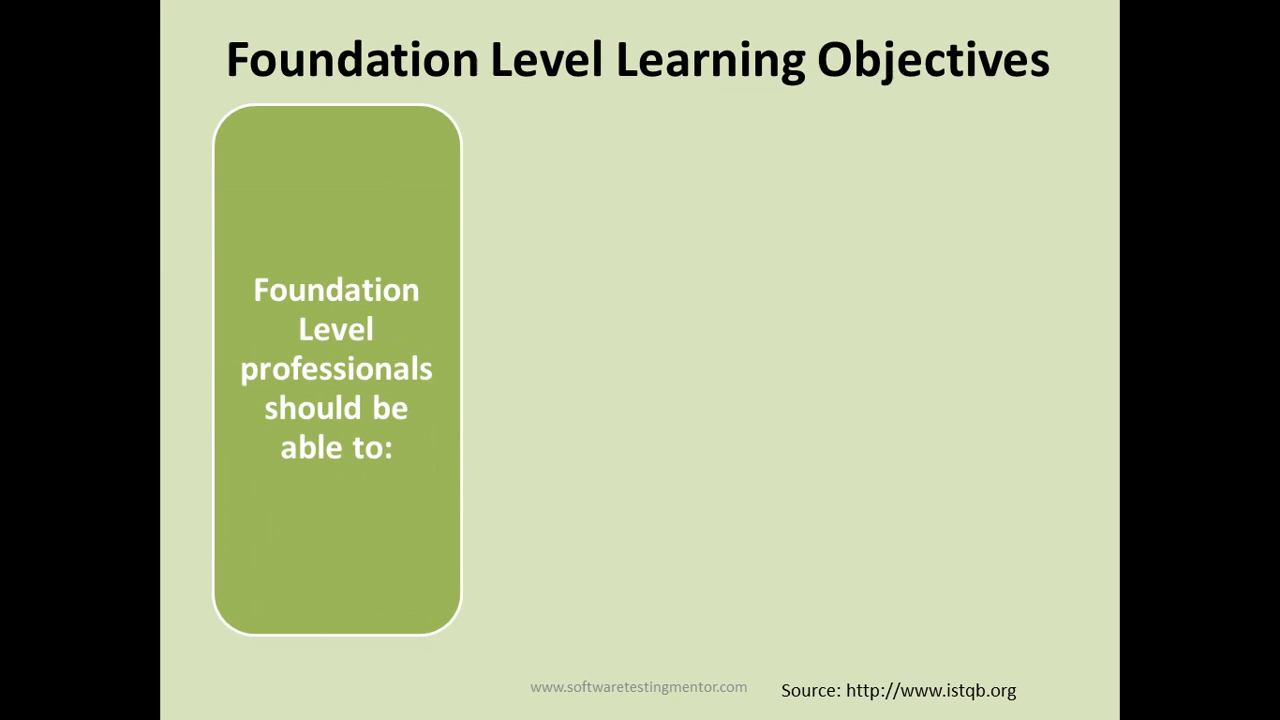 Foundation Level Learning Objectives
Foundation
Level
professionals
should be
able to:
www.softwaretestingmentor.com
Source: http://www.istqb.org